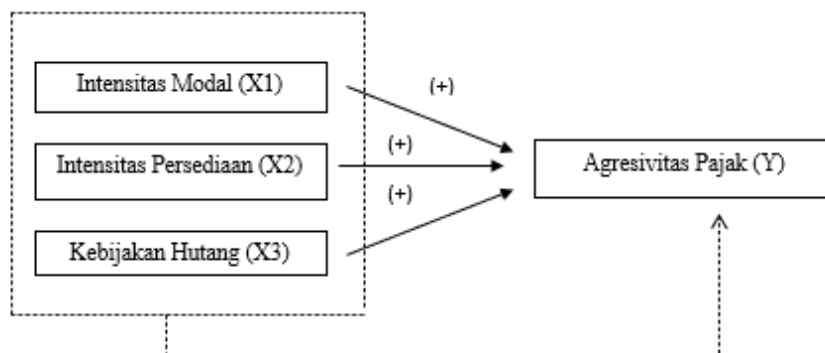 Intensitas Modal (X1)
(+)
Intensitas Persediaan (X2)
(+)
Agresivitas Pajak (Y)
(+)
Kebijakan Hutang (X3)